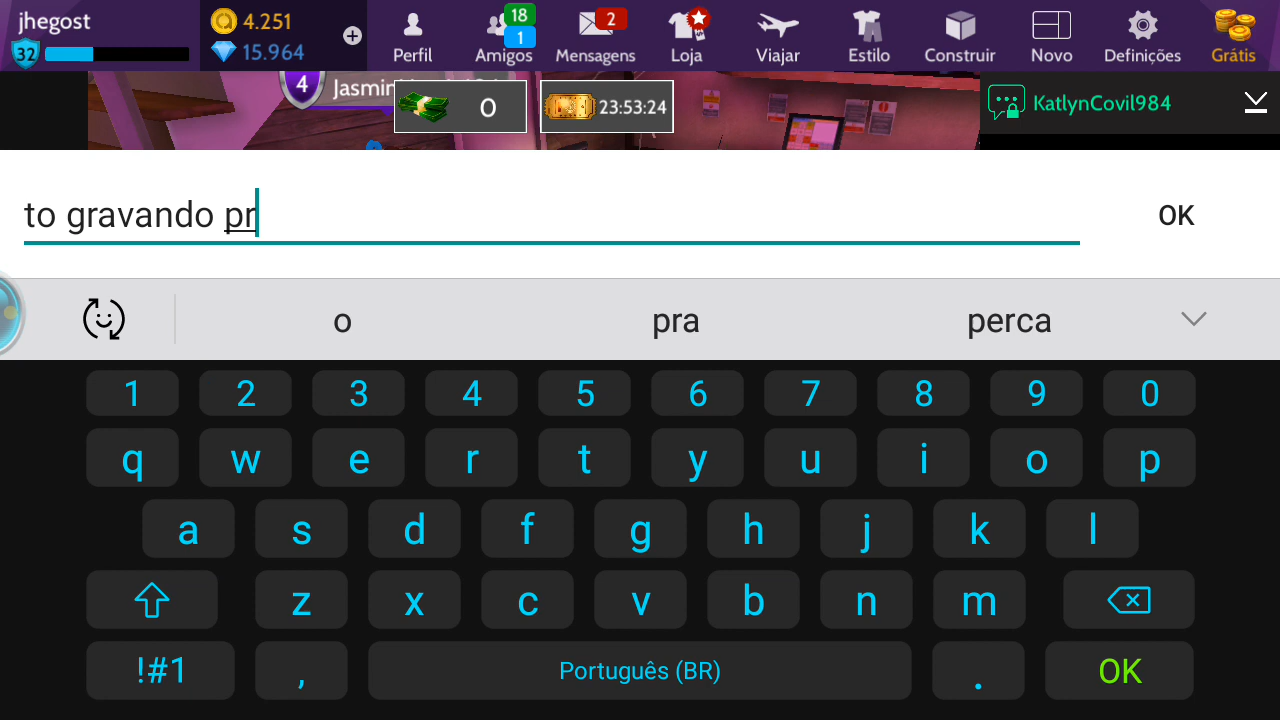 jhegost
32
4.251
15.964
Perfil
18
1
Amigos
2
Mensagens
Loja
Viajar
Estilo
Construir
Novo
Definições
Grátis
4
0
23:53:24
KatlynCovil984
to gravando pr
OK
o pra perca
1 2 3 4 5 6 7 8 9 0
q w e r t y u i o p
a s d f g h j k l
z x c v b n m
!#1 , Português (BR) . OK